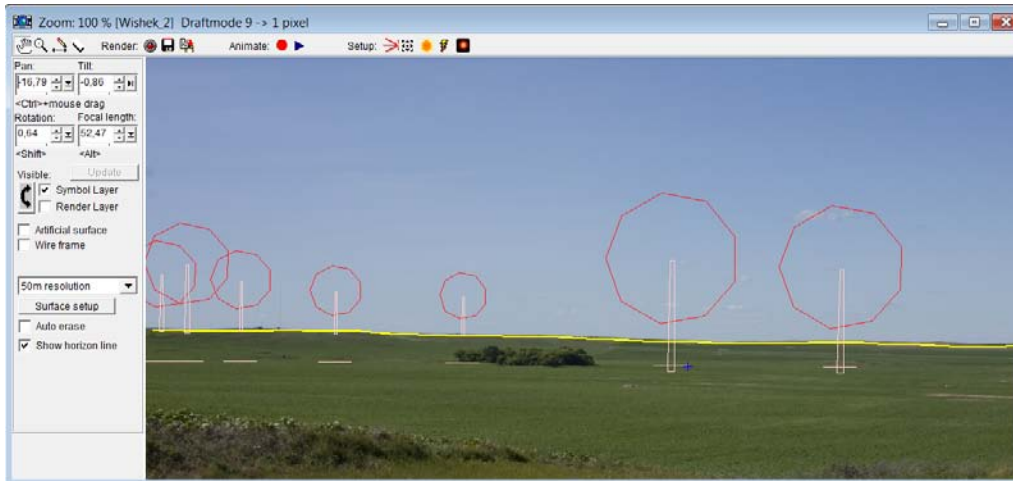 Zoom: 100 % [Wishek_2] Draftmode 9 -> 1 pixel
Render: Animate: Setup:
Pan: Tilt:
-16,79 -0,86
<Ctrl>+mouse drag
Rotation: Focal length:
0,64 52,47
<Shift> <Alt>
Visible: Update
Symbol Layer
Render Layer
Artificial surface
Wire frame
50m resolution
Surface setup
Auto erase
Show horizon line